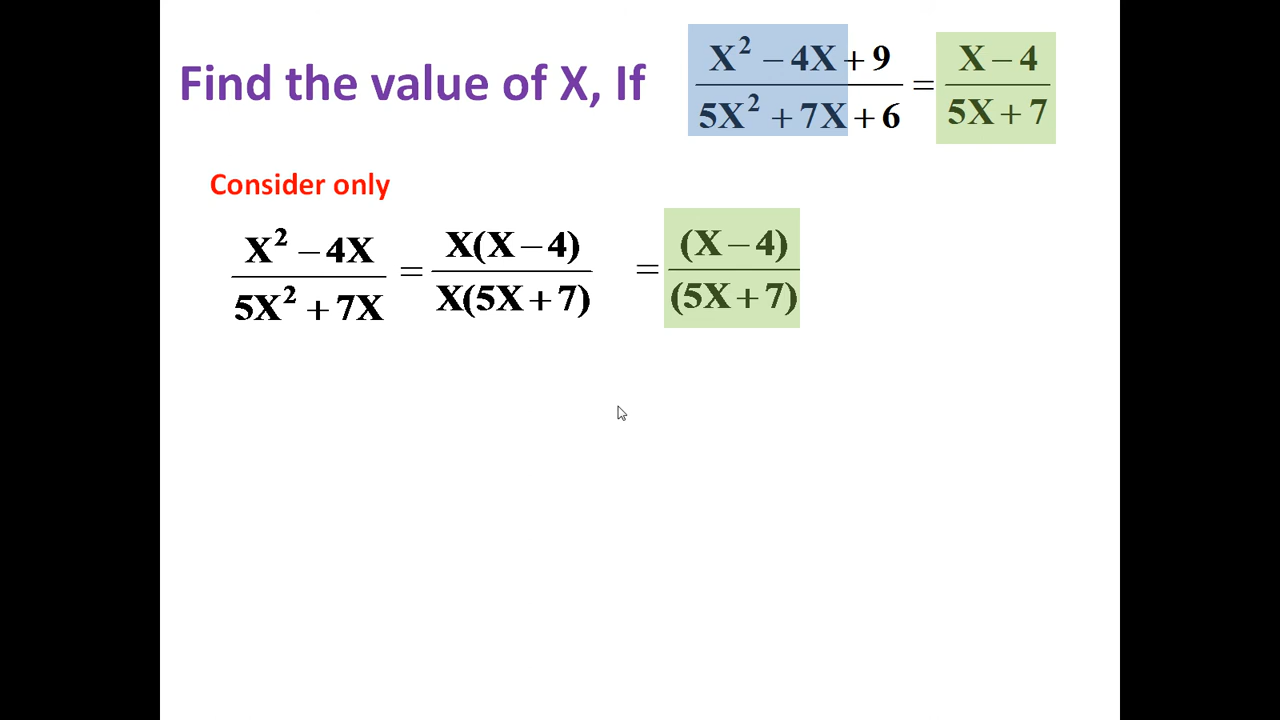 Find the value of X, If
X² − 4X + 9 / 5X² + 7X + 6 = X − 4 / 5X + 7
Consider only
X² − 4X / 5X² + 7X = X(X − 4) / X(5X + 7) = (X − 4) / (5X + 7)